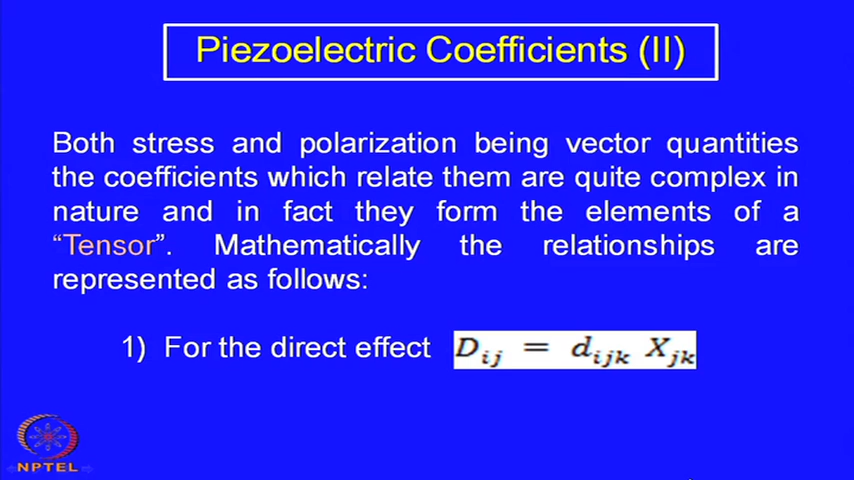 Piezoelectric Coefficients (II)
Both stress and polarization being vector quantities
the coefficients which relate them are quite complex in
nature and in fact they form the elements of a
“Tensor”. Mathematically the relationships are
represented as follows:
1) For the direct effect D_ij = d_ijk X_jk
NPTEL